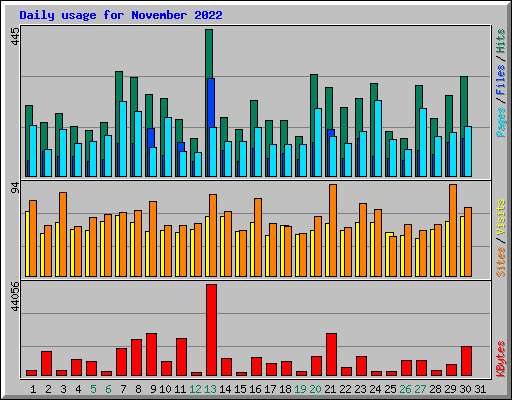 Daily usage for November 2022
445
Pages / Files / Hits
94
Sites / Visits
44056
KBytes
1 2 3 4 5 6 7 8 9 10 11 12 13 14 15 16 17 18 19 20 21 22 23 24 25 26 27 28 29 30 31